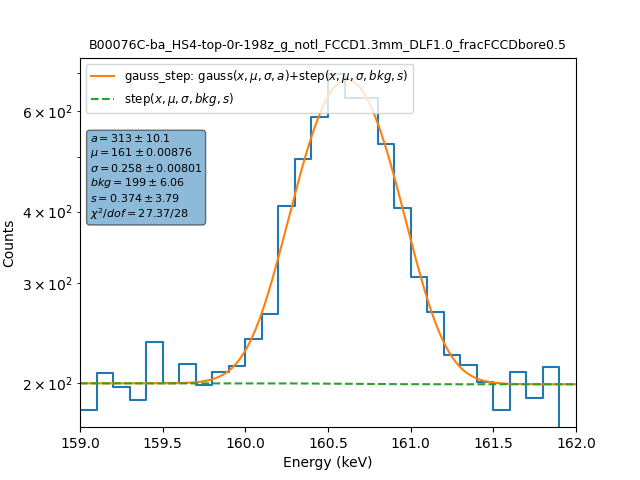 B00076C-ba_HS4-top-0r-198z_g_notl_FCCD1.3mm_DLF1.0_fracFCCDbore0.5
gauss_step: gauss(x, μ, σ, a)+step(x, μ, σ, bkg, s)
step(x, μ, σ, bkg, s)
a = 313 ± 10.1
μ = 161 ± 0.00876
σ = 0.258 ± 0.00801
bkg = 199 ± 6.06
s = 0.374 ± 3.79
χ²/dof = 27.37/28
6 × 10²
4 × 10²
3 × 10²
2 × 10²
Counts
159.0 159.5 160.0 160.5 161.0 161.5 162.0
Energy (keV)